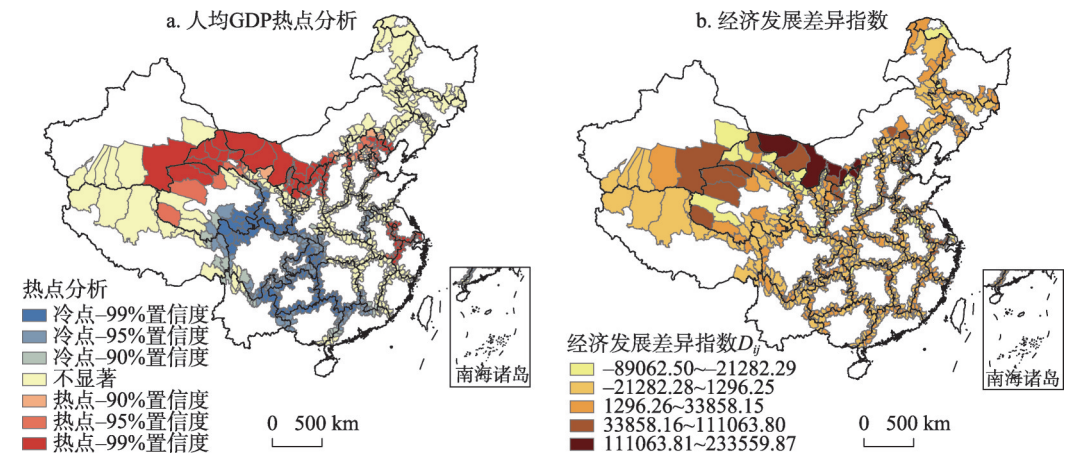 a. 人均GDP热点分析
热点分析
冷点–99%置信度
冷点–95%置信度
冷点–90%置信度
不显著
热点–90%置信度
热点–95%置信度
热点–99%置信度
0 500 km
南海诸岛
b. 经济发展差异指数
经济发展差异指数Dij
–89062.50~–21282.29
–21282.28~1296.25
1296.26~33858.15
33858.16~111063.80
111063.81~233559.87
0 500 km
南海诸岛